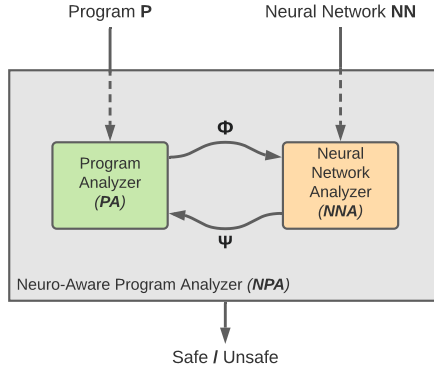 Program P
Neural Network NN
Φ
Program
Analyzer
(PA)
Neural
Network
Analyzer
(NNA)
Ψ
Neuro-Aware Program Analyzer (NPA)
Safe / Unsafe